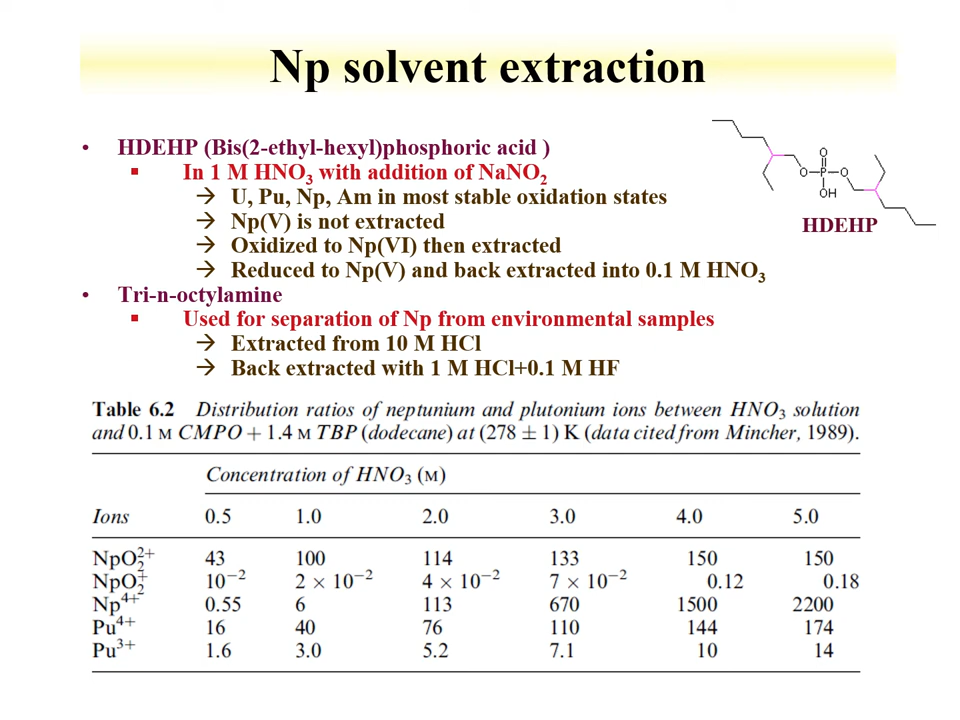 Np solvent extraction
• HDEHP (Bis(2-ethyl-hexyl)phosphoric acid )
▪ In 1 M HNO₃ with addition of NaNO₂
→ U, Pu, Np, Am in most stable oxidation states
→ Np(V) is not extracted
→ Oxidized to Np(VI) then extracted
→ Reduced to Np(V) and back extracted into 0.1 M HNO₃
• Tri-n-octylamine
▪ Used for separation of Np from environmental samples
→ Extracted from 10 M HCl
→ Back extracted with 1 M HCl+0.1 M HF
O
O P O
OH
HDEHP
Table 6.2 Distribution ratios of neptunium and plutonium ions between HNO₃ solution
and 0.1 M CMPO + 1.4 M TBP (dodecane) at (278 ± 1) K (data cited from Mincher, 1989).
Concentration of HNO₃ (M)
Ions 0.5 1.0 2.0 3.0 4.0 5.0
NpO₂²⁺ 43 100 114 133 150 150
NpO₂⁺ 10⁻² 2 × 10⁻² 4 × 10⁻² 7 × 10⁻² 0.12 0.18
Np⁴⁺ 0.55 6 113 670 1500 2200
Pu⁴⁺ 16 40 76 110 144 174
Pu³⁺ 1.6 3.0 5.2 7.1 10 14